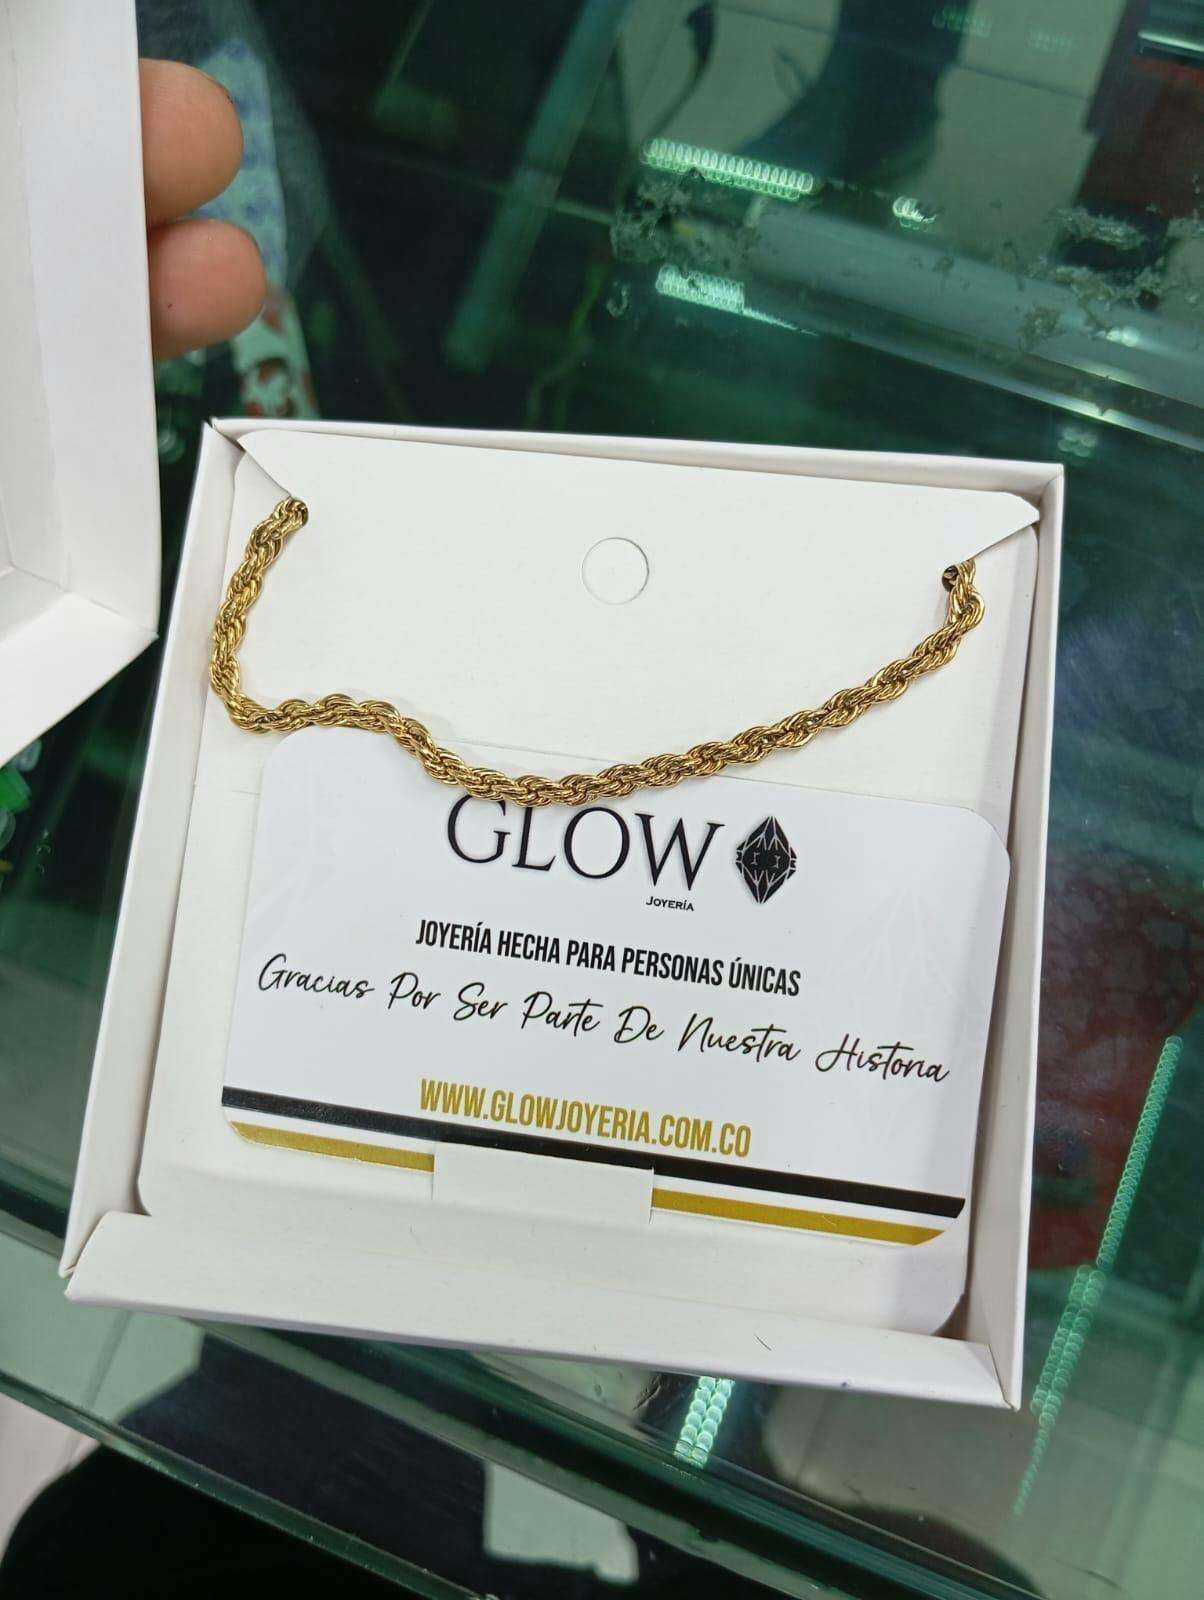 GLOW
JOYERÍA
JOYERÍA HECHA PARA PERSONAS ÚNICAS
Gracias Por Ser Parte De Nuestra Historia
WWW.GLOWJOYERIA.COM.CO